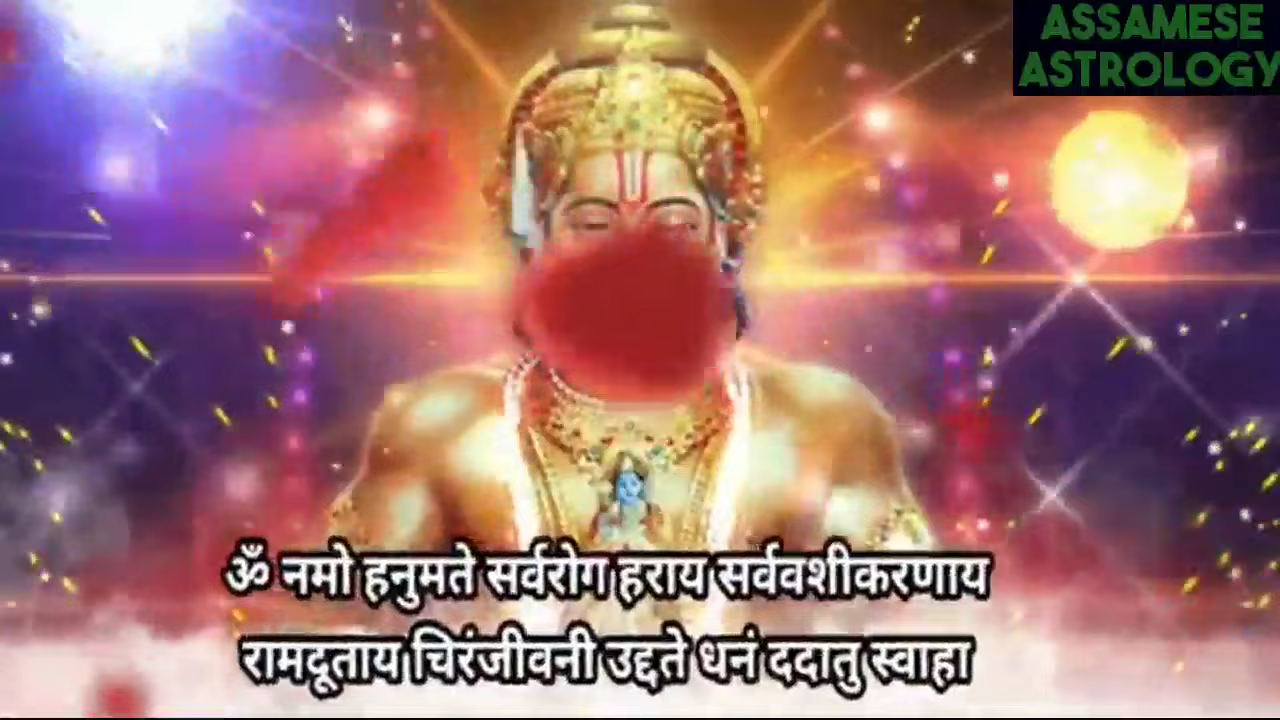 ASSAMESE
ASTROLOGY
ॐ नमो हनुमते सर्वरोग हराय सर्ववशीकरणाय
रामदूताय चिरंजीवनी उद्दते धनं ददातु स्वाहा